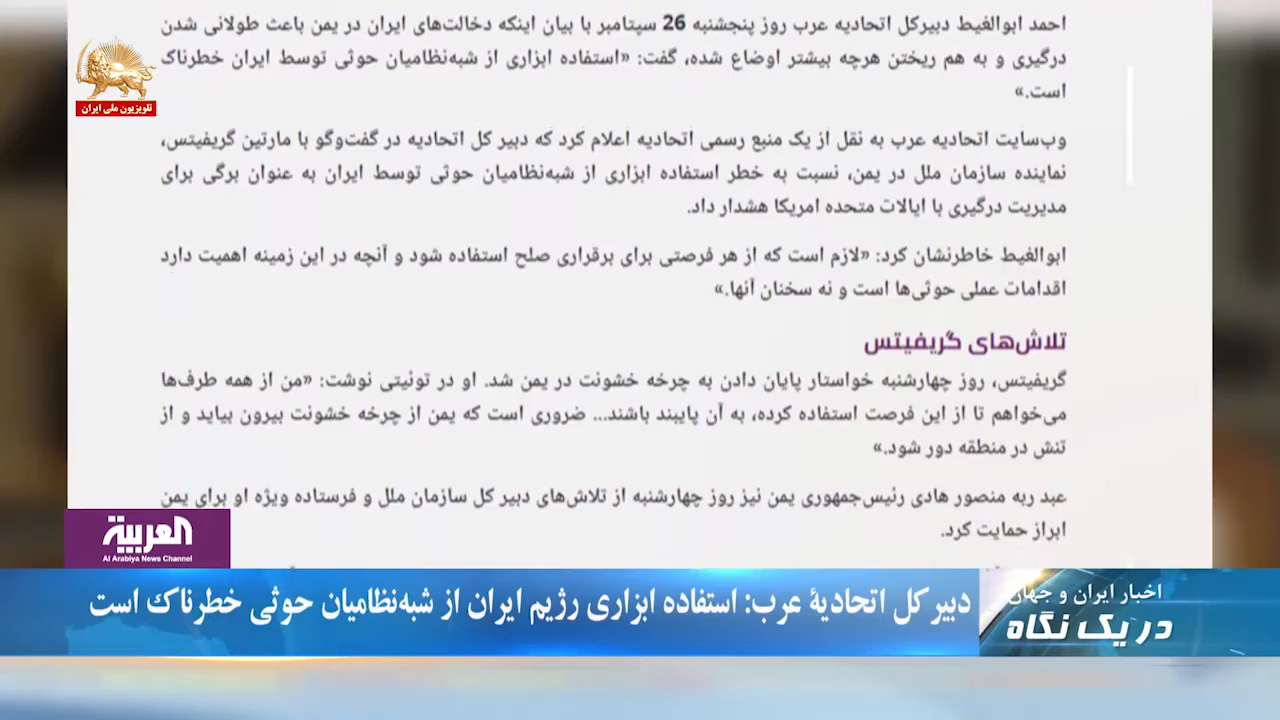 احمد ابوالغیط دبیرکل اتحادیه عرب روز پنجشنبه 26 سپتامبر با بیان اینکه دخالت‌های ایران در یمن باعث طولانی شدن
درگیری و به هم ریختن هرچه بیشتر اوضاع شده، گفت: «استفاده ابزاری از شبه‌نظامیان حوثی توسط ایران خطرناک
است.»
وب‌سایت اتحادیه عرب به نقل از یک منبع رسمی اتحادیه اعلام کرد که دبیر کل اتحادیه در گفت‌وگو با مارتین گریفیتس،
نماینده سازمان ملل در یمن، نسبت به خطر استفاده ابزاری از شبه‌نظامیان حوثی توسط ایران به عنوان برگی برای
مدیریت درگیری با ایالات متحده امریکا هشدار داد.
ابوالغیط خاطرنشان کرد: «لازم است که از هر فرصتی برای برقراری صلح استفاده شود و آنچه در این زمینه اهمیت دارد
اقدامات عملی حوثی‌ها است و نه سخنان آنها.»
تلاش‌های گریفیتس
گریفیتس، روز چهارشنبه خواستار پایان دادن به چرخه خشونت در یمن شد. او در توئیتی نوشت: «من از همه طرف‌ها
می‌خواهم تا از این فرصت استفاده کرده، به آن پایبند باشند... ضروری است که یمن از چرخه خشونت بیرون بیاید و از
تنش در منطقه دور شود.»
عبد ربه منصور هادی رئیس‌جمهوری یمن نیز روز چهارشنبه از تلاش‌های دبیر کل سازمان ملل و فرستاده ویژه او برای یمن
ابراز حمایت کرد.
تلویزیون ملی ایران
العربية
Al Arabiya News Channel
اخبار ایران و جهان
در یک نگاه
دبیر کل اتحادیهٔ عرب: استفاده ابزاری رژیم ایران از شبه‌نظامیان حوثی خطرناک است